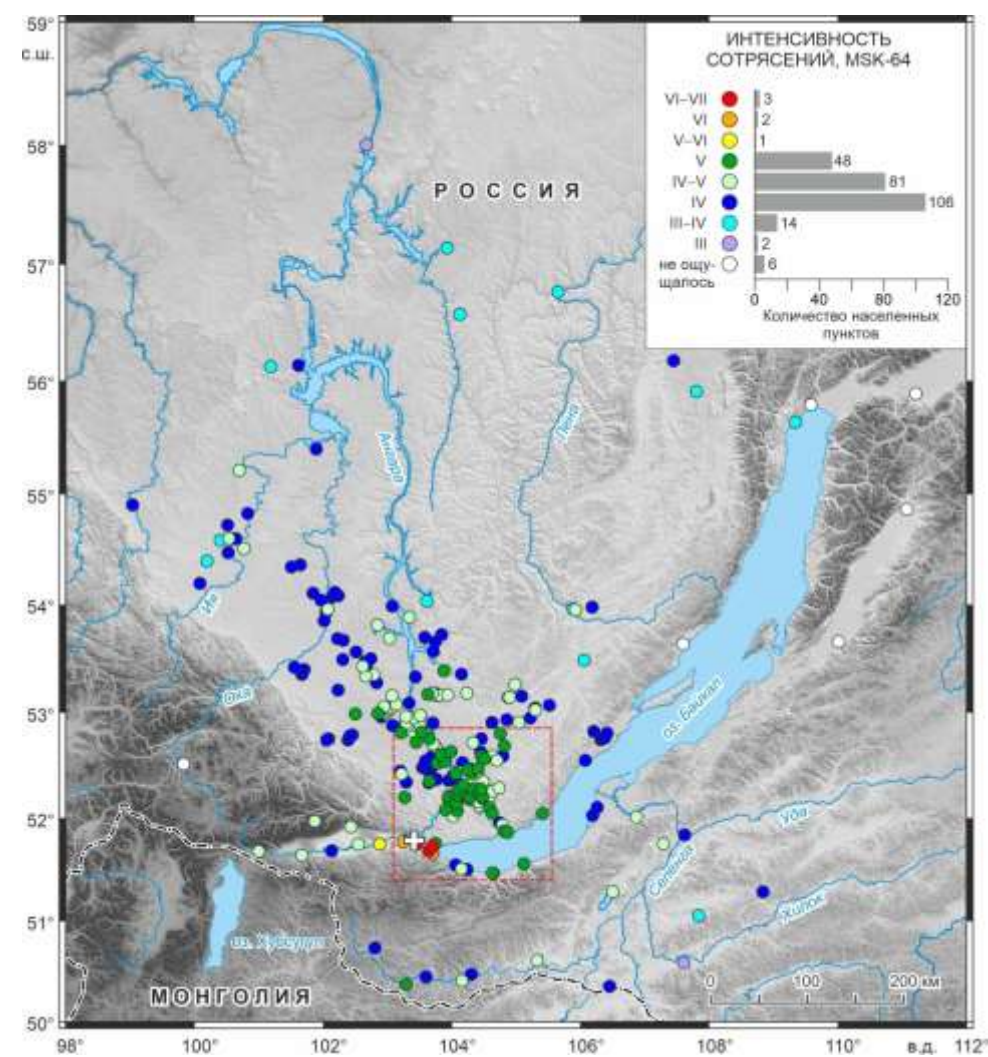 59°
с.ш.
58°
57°
56°
55°
54°
53°
52°
51°
50°
98°
100°
102°
104°
106°
108°
110°
в.д.
112°
ИНТЕНСИВНОСТЬ
СОТРЯСЕНИЙ, MSK-64
VI–VII 3
VI 2
V–VI 1
V 48
IV–V 81
IV 106
III–IV 14
III 2
не ощу-
щалось 6
0 40 80 120
Количество населенных
пунктов
РОССИЯ
Лена
Ангара
Ия
Ока
оз. Байкал
Уда
Селенга
Хилок
оз. Хубсугул
МОНГОЛИЯ
0 100 200 км